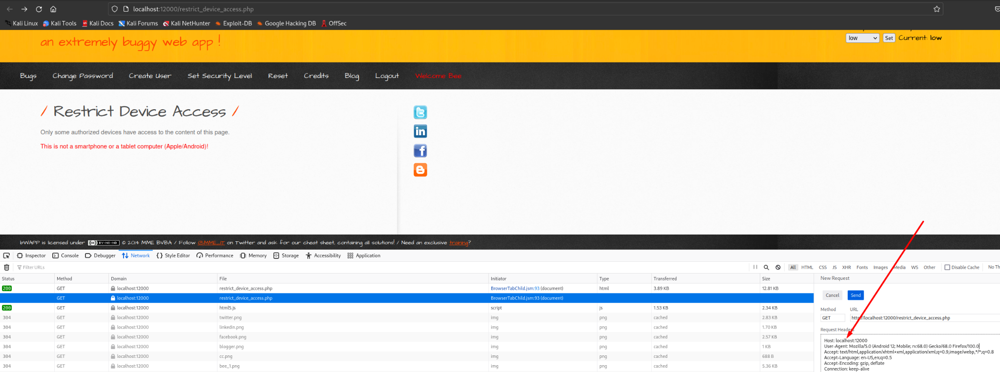 localhost:12000/restrict_device_access.php
Kali Linux Kali Tools Kali Docs Kali Forums Kali NetHunter Exploit-DB Google Hacking DB OffSec
an extremely buggy web app !
low Set Current: low
Bugs Change Password Create User Set Security Level Reset Credits Blog Logout Welcome Bee
/ Restrict Device Access /
Only some authorized devices have access to the content of this page.
This is not a smartphone or a tablet computer (Apple/Android)!
bWAPP is licensed under (cc) BY-NC-ND © 2014 MME BVBA / Follow @MME_IT on Twitter and ask for our cheat sheet, containing all solutions! / Need an exclusive training?
Inspector Console Debugger Network Style Editor Performance Memory Storage Accessibility Application
Filter URLs All HTML CSS JS XHR Fonts Images Media WS Other Disable Cache No Th
Status Method Domain File Initiator Type Transferred Size
200 GET localhost:12000 restrict_device_access.php BrowserTabChild.jsm:93 (document) html 3.89 KB 12.81 KB
GET localhost:12000 restrict_device_access.php BrowserTabChild.jsm:93 (document)
200 GET localhost:12000 html5.js script js 1.53 KB 2.34 KB
304 GET localhost:12000 twitter.png img png cached 2.83 KB
304 GET localhost:12000 linkedin.png img png cached 1.70 KB
304 GET localhost:12000 facebook.png img png cached 2.57 KB
304 GET localhost:12000 blogger.png img png cached 1 KB
304 GET localhost:12000 cc.png img png cached 688 B
304 GET localhost:12000 bee_1.png img png cached 5.36 KB
New Request
Cancel Send
Method URL
GET http://localhost:12000/restrict_device_access.php
Request Headers
Host: localhost:12000
User-Agent: Mozilla/5.0 (Android 12; Mobile; rv:68.0) Gecko/68.0 Firefox/100.0
Accept: text/html,application/xhtml+xml,application/xml;q=0.9,image/webp,*/*;q=0.8
Accept-Language: en-US,en;q=0.5
Accept-Encoding: gzip, deflate
Connection: keep-alive